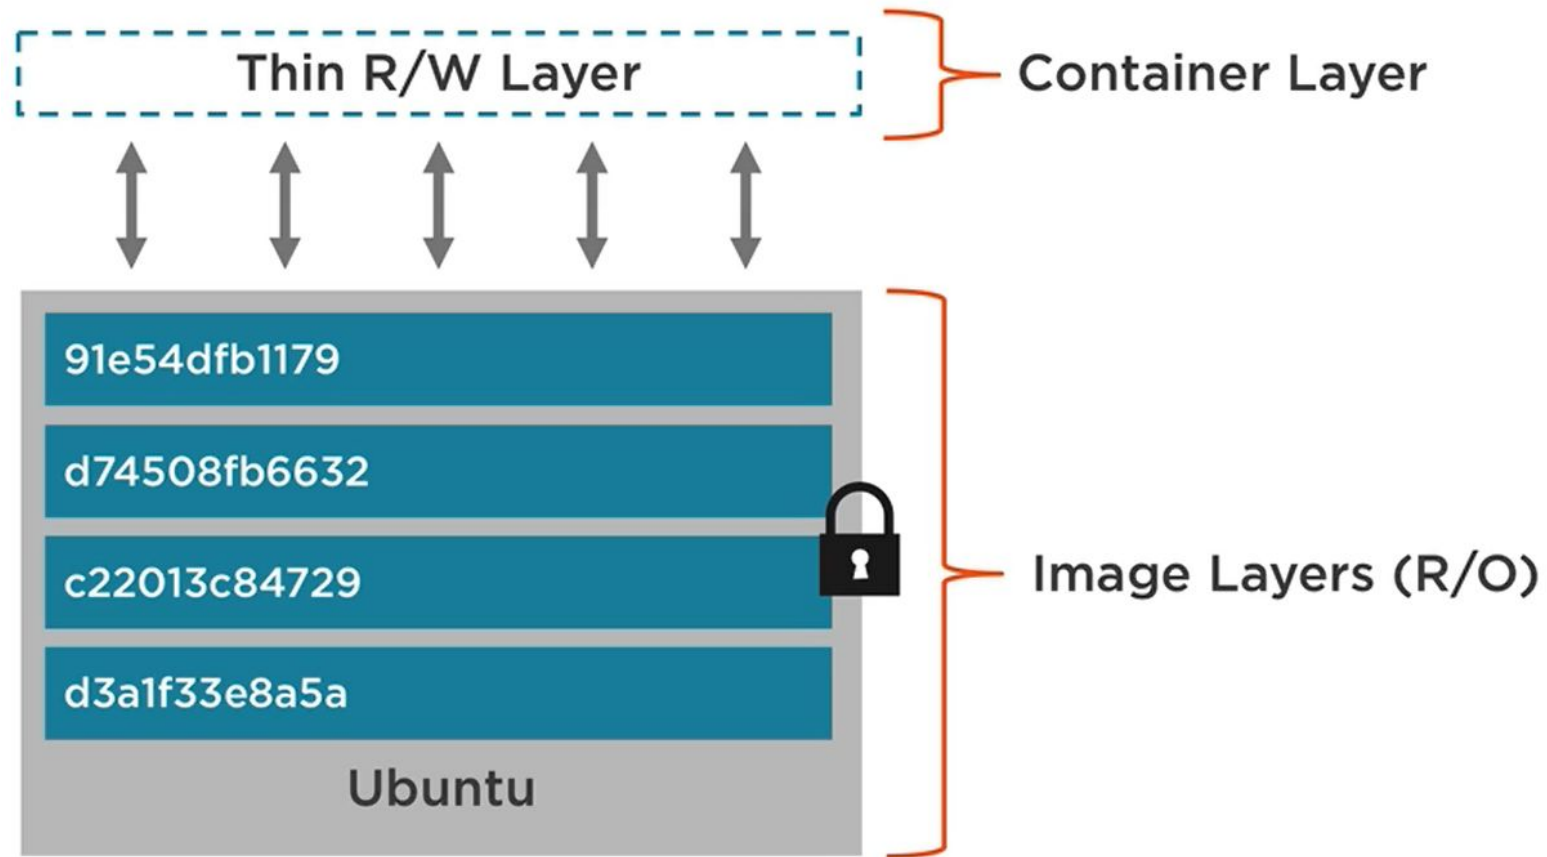 Thin R/W Layer
Container Layer
91e54dfb1179
d74508fb6632
c22013c84729
d3a1f33e8a5a
Image Layers (R/O)
Ubuntu